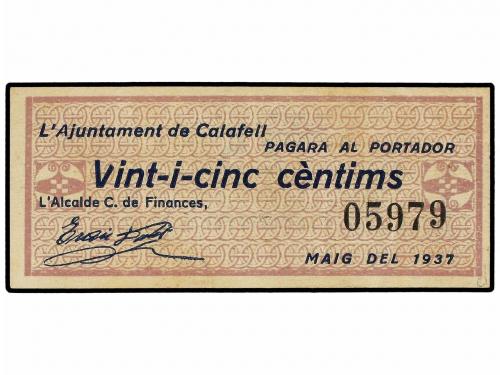 L'Ajuntament de Calafell
PAGARA AL PORTADOR
Vint-i-cinc cèntims
L'Alcalde C. de Finances,
05979
MAIG DEL 1937